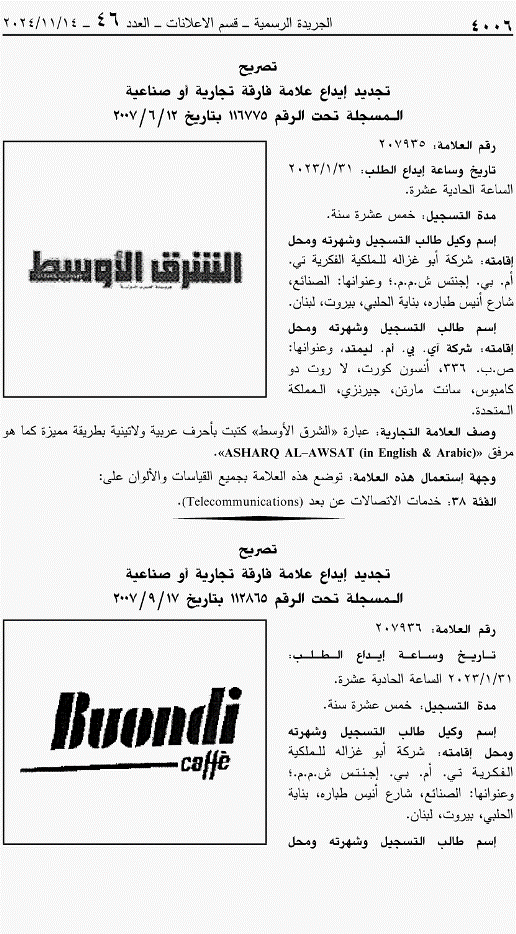 ٤٠٠٦
الجريدة الرسمية ــ قسم الاعلانات ــ العدد ٤٦ ــ ٢٠٢٤/١١/١٤
تصريح
تجديد إيداع علامة فارقة تجارية أو صناعية
المسجلة تحت الرقم ١١٦٧٧٥ بتاريخ ٢٠٠٧/٦/١٢
رقم العلامة: ٢٠٧٩٣٥
تاريخ وساعة إيداع الطلب: ٢٠٢٣/١/٣١
الساعة الحادية عشرة.
مدة التسجيل: خمس عشرة سنة.
إسم وكيل طالب التسجيل وشهرته ومحل
إقامته: شركة أبو غزاله للملكية الفكرية تي.
أم. بي. إجنتس ش.م.م.؛ وعنوانها: الصنائع،
شارع أنيس طباره، بناية الحلبي، بيروت، لبنان.
إسم طالب التسجيل وشهرته ومحل
إقامته: شركة آي. بي. أم. ليمتد، وعنوانها:
ص.ب. ٣٣٦، أنسون كورت، لا روت دو
كامبوس، سانت مارتن، جيرنزي، المملكة
المتحدة.
الشرق الأوسط
وصف العلامة التجارية: عبارة «الشرق الأوسط» كتبت بأحرف عربية ولاتينية بطريقة مميزة كما هو
مرفق «ASHARQ AL–AWSAT (in English & Arabic)».
وجهة إستعمال هذه العلامة: توضع هذه العلامة بجميع القياسات والألوان على:
الفئة ٣٨: خدمات الاتصالات عن بعد (Telecommunications).
تصريح
تجديد إيداع علامة فارقة تجارية أو صناعية
المسجلة تحت الرقم ١١٢٨٦٥ بتاريخ ٢٠٠٧/٩/١٧
رقم العلامة: ٢٠٧٩٣٦
تاريخ وساعة إيداع الطلب:
٢٠٢٣/١/٣١ الساعة الحادية عشرة.
مدة التسجيل: خمس عشرة سنة.
إسم وكيل طالب التسجيل وشهرته
ومحل إقامته: شركة أبو غزاله للملكية
الفكرية تي. أم. بي. إجنتس ش.م.م.؛
وعنوانها: الصنائع، شارع أنيس طباره، بناية
الحلبي، بيروت، لبنان.
إسم طالب التسجيل وشهرته ومحل
Buondi
caffè